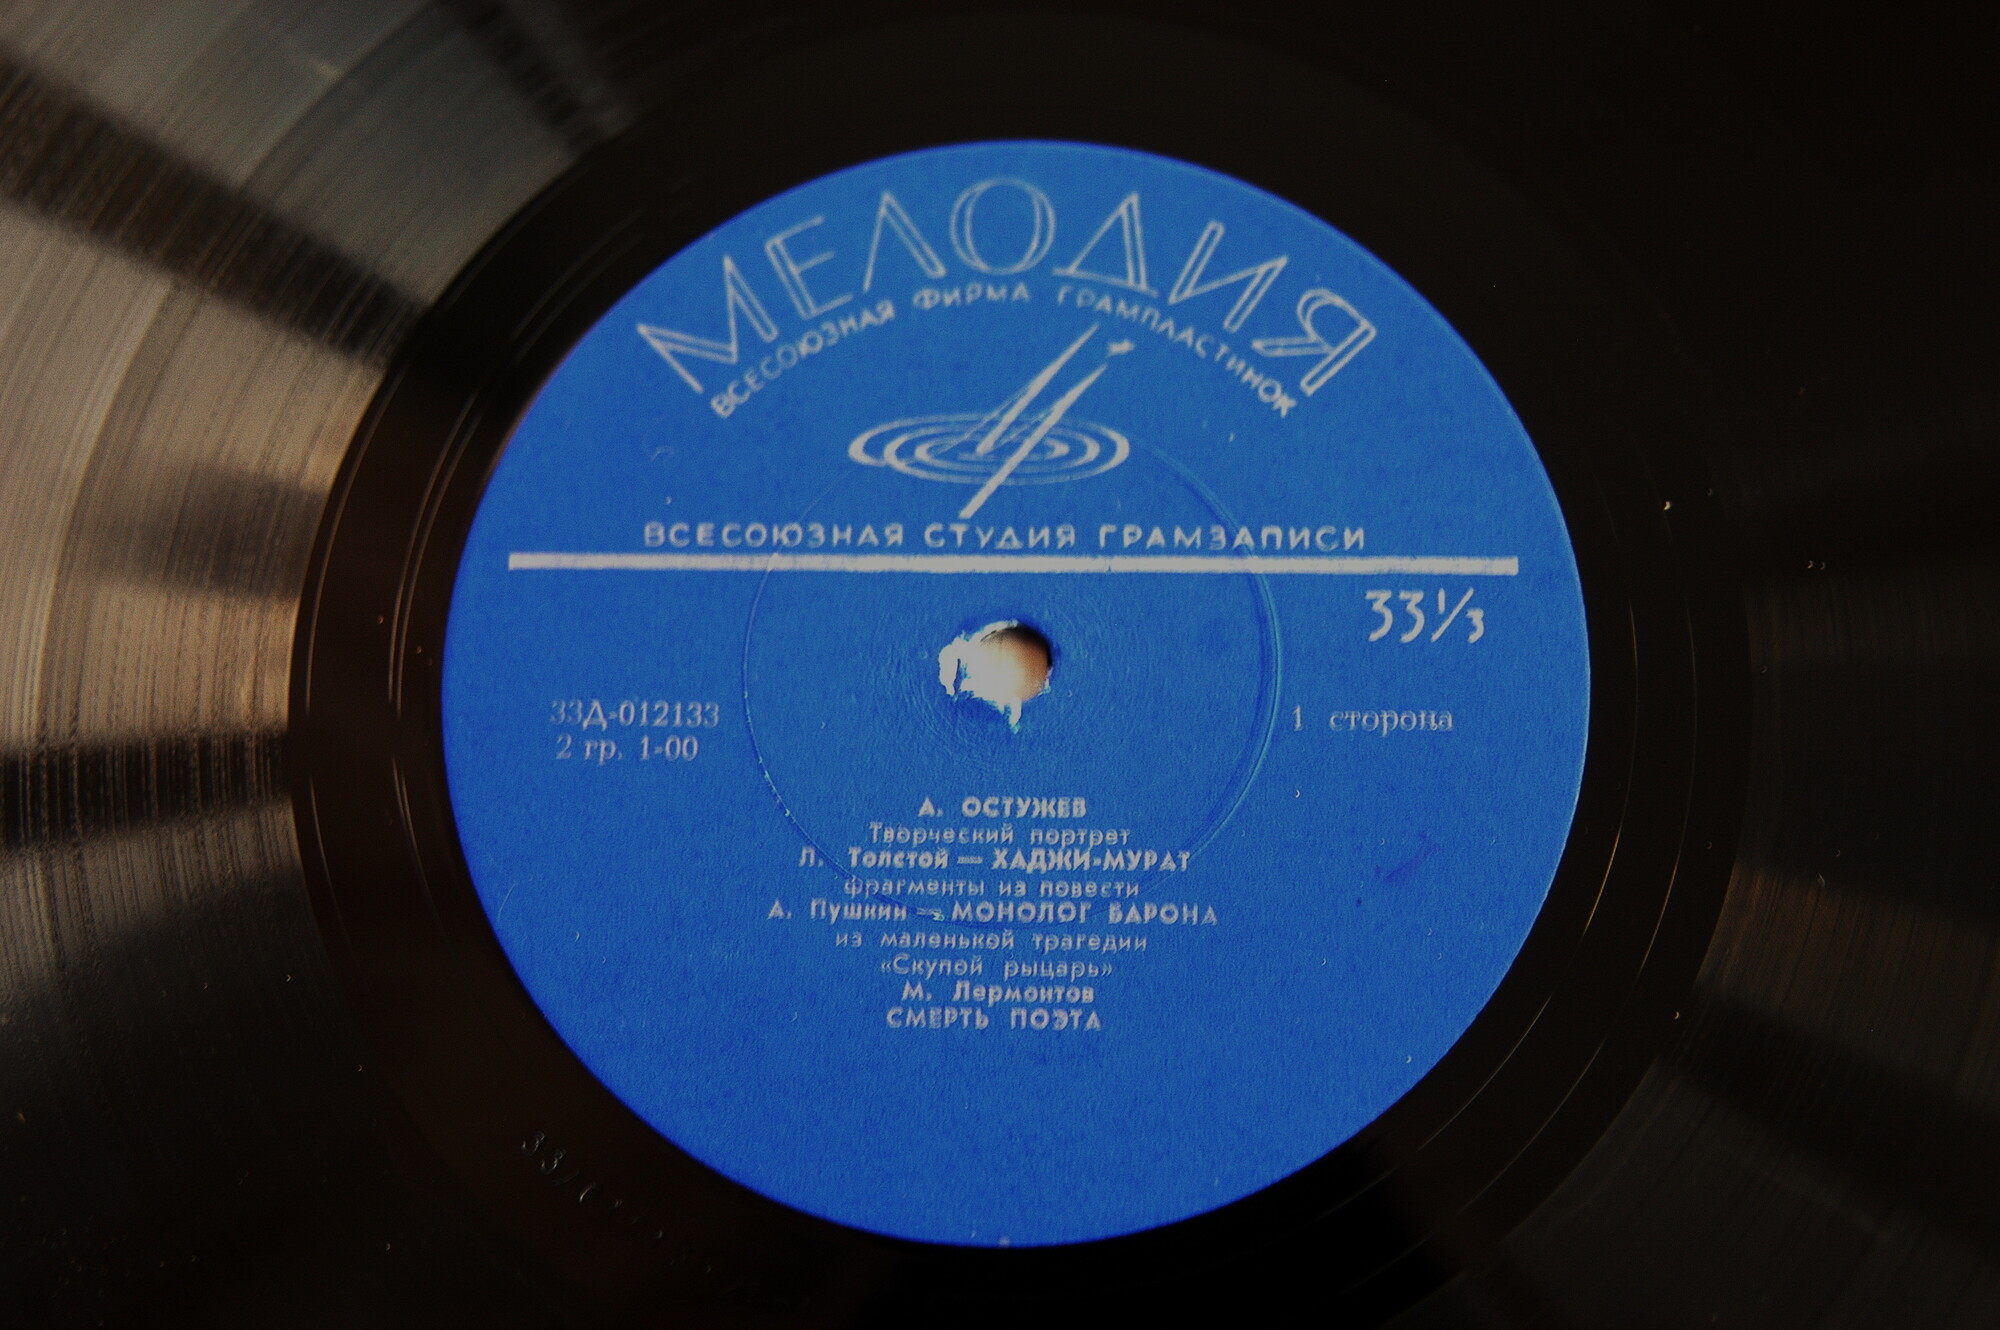 МЕЛОДИЯ
ВСЕСОЮЗНАЯ ФИРМА ГРАМПЛАСТИНОК
ВСЕСОЮЗНАЯ СТУДИЯ ГРАМЗАПИСИ
33⅓
33Д-012133
2 гр. 1-00
1 сторона
А. ОСТУЖЕВ
Творческий портрет
Л. Толстой — ХАДЖИ-МУРАТ
фрагменты из повести
А. Пушкин — МОНОЛОГ БАРОНА
из маленькой трагедии
«Скупой рыцарь»
М. Лермонтов
СМЕРТЬ ПОЭТА